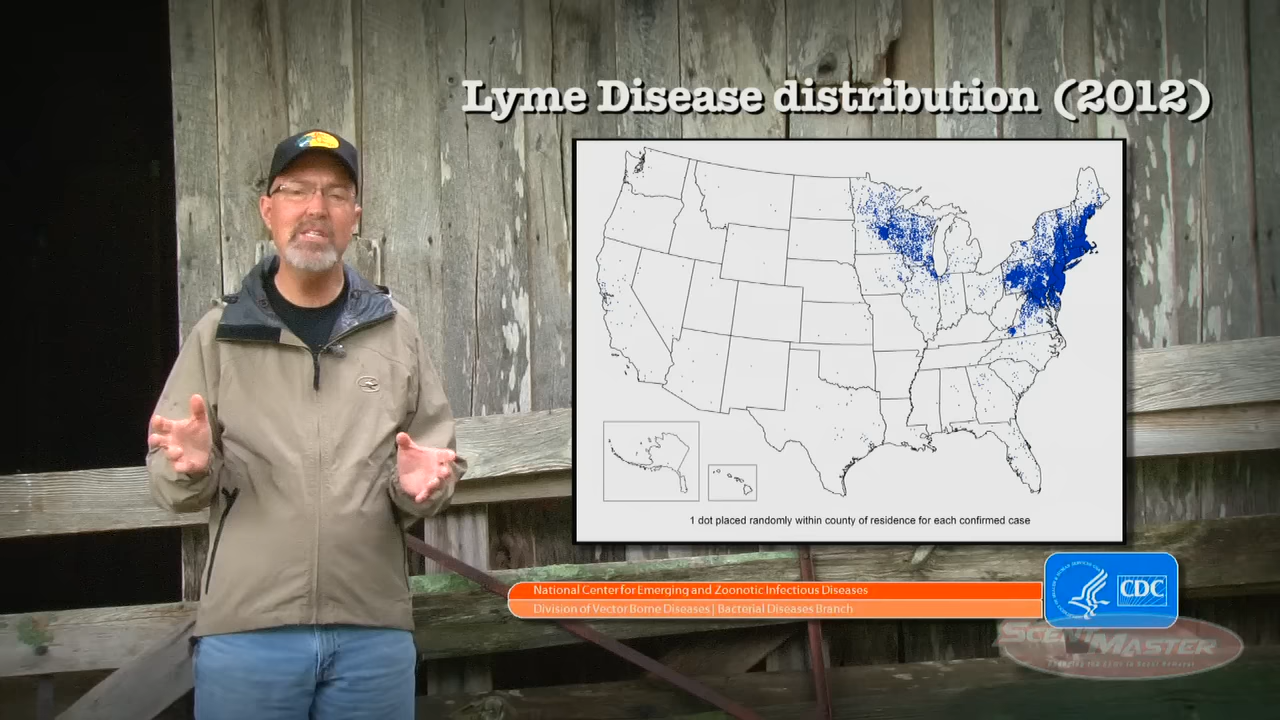 Lyme Disease distribution (2012)
1 dot placed randomly within county of residence for each confirmed case
National Center for Emerging and Zoonotic Infectious Diseases
Division of Vector Borne Diseases | Bacterial Diseases Branch
CDC
SCENTMASTER